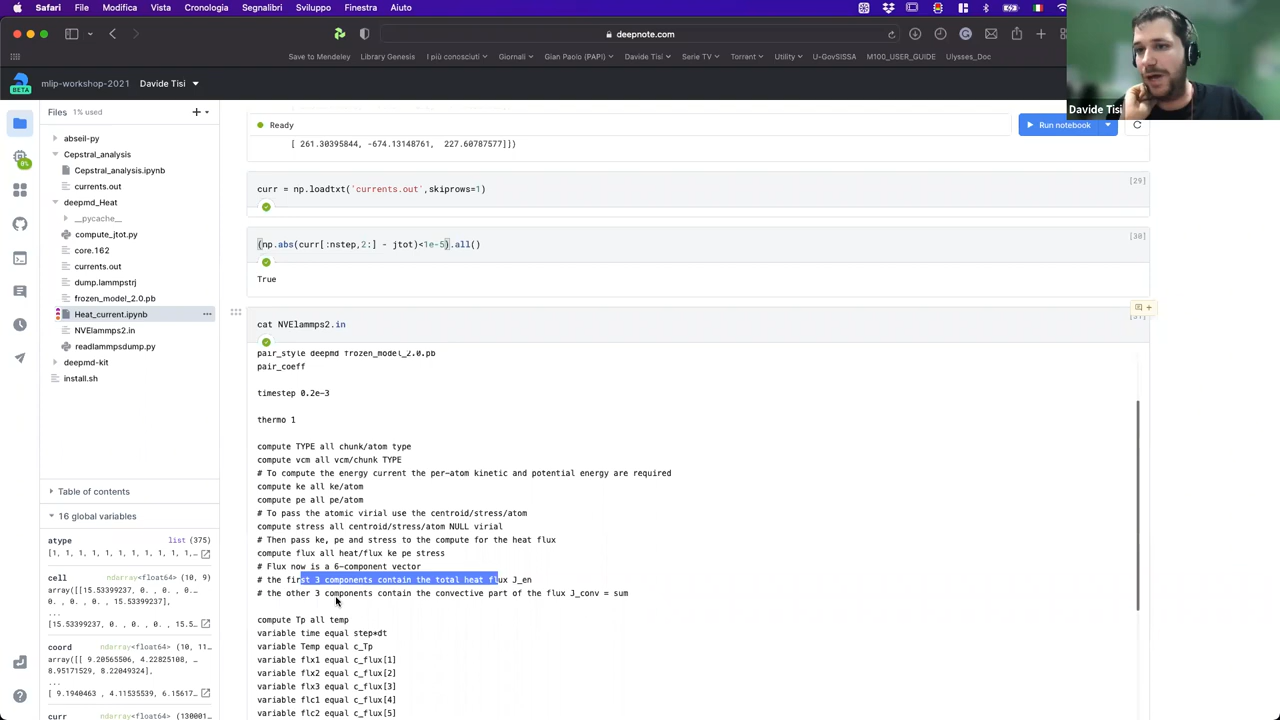 Safari File Modifica Vista Cronologia Segnalibri Sviluppo Finestra Aiuto
deepnote.com
Save to Mendeley Library Genesis I più conosciuti Giornali Gian Paolo (PAPI) Davide Tisi Serie TV Torrent Utility U-GovSISSA M100_USER_GUIDE Ulysses_Doc
Davide Tisi
BETA
mlip-workshop-2021 Davide Tisi
Files 1% used
abseil-py
Cepstral_analysis
Cepstral_analysis.ipynb
currents.out
deepmd_Heat
__pycache__
compute_jtot.py
core.162
currents.out
dump.lammpstrj
frozen_model_2.0.pb
Heat_current.ipynb
NVElammps2.in
readlammpsdump.py
deepmd-kit
install.sh
Table of contents
16 global variables
atype list (375)
[1, 1, 1, 1, 1, 1, 1, 1, 1, 1,…
cell ndarray<float64> (10, 9)
array([[15.53399237, 0. , 0. , 0.…
0. , 0. , 0. , 15.53399237],
...
[15.53399237, 0. , 0. , 0. , 15.5…
coord ndarray<float64> (10, 11…
array([[ 9.20565506, 4.22825108, …
8.95171529, 8.22049324],
...
[ 9.1940463 , 4.11535539, 6.15617…
curr ndarray<float64> (130001…
Ready
Run notebook
[ 261.30395844, -674.13148761, 227.60787577]])
curr = np.loadtxt('currents.out',skiprows=1)
[29]
(np.abs(curr[:nstep,2:] - jtot)<1e-5).all()
[30]
True
cat NVElammps2.in
pair_style deepmd frozen_model_2.0.pb
pair_coeff
timestep 0.2e-3
thermo 1
compute TYPE all chunk/atom type
compute vcm all vcm/chunk TYPE
# To compute the energy current the per-atom kinetic and potential energy are required
compute ke all ke/atom
compute pe all pe/atom
# To pass the atomic virial use the centroid/stress/atom
compute stress all centroid/stress/atom NULL virial
# Then pass ke, pe and stress to the compute for the heat flux
compute flux all heat/flux ke pe stress
# Flux now is a 6-component vector
# the first 3 components contain the total heat flux J_en
# the other 3 components contain the convective part of the flux J_conv = sum
compute Tp all temp
variable time equal step*dt
variable Temp equal c_Tp
variable flx1 equal c_flux[1]
variable flx2 equal c_flux[2]
variable flx3 equal c_flux[3]
variable flc1 equal c_flux[4]
variable flc2 equal c_flux[5]